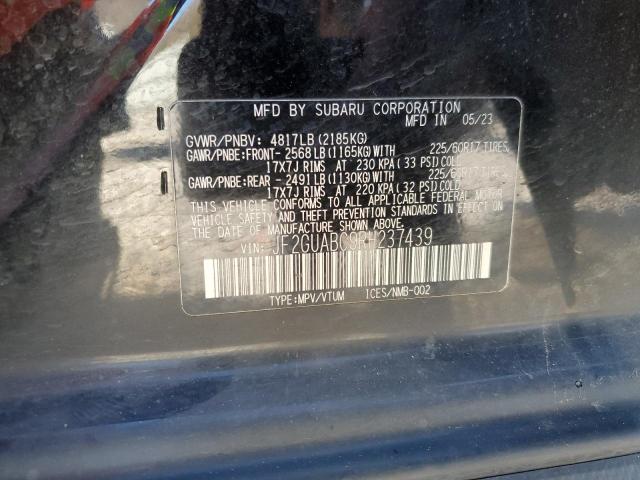 MFD BY SUBARU CORPORATION
MFD IN 05/23
GVWR/PNBV: 4817LB(2185KG)
GAWR/PNBE:FRONT-2568LB(1165KG)WITH 225/60R17 TIRES,
17X7J RIMS AT 230 KPA(33 PSI)COLD
GAWR/PNBE:REAR -2491LB(1130KG)WITH 225/60R17 TIRES,
17X7J RIMS AT 220 KPA(32 PSI)COLD
THIS VEHICLE CONFORMS TO ALL APPLICABLE FEDERAL MOTOR
VEHICLE SAFETY AND THEFT PREVENTION STANDARDS IN EFFECT
ON THE DATE OF MANUFACTURE
SHOWN ABOVE.
VIN: JF2GUABC9RH237439
TYPE:MPV/VTUM ICES/NMB-002